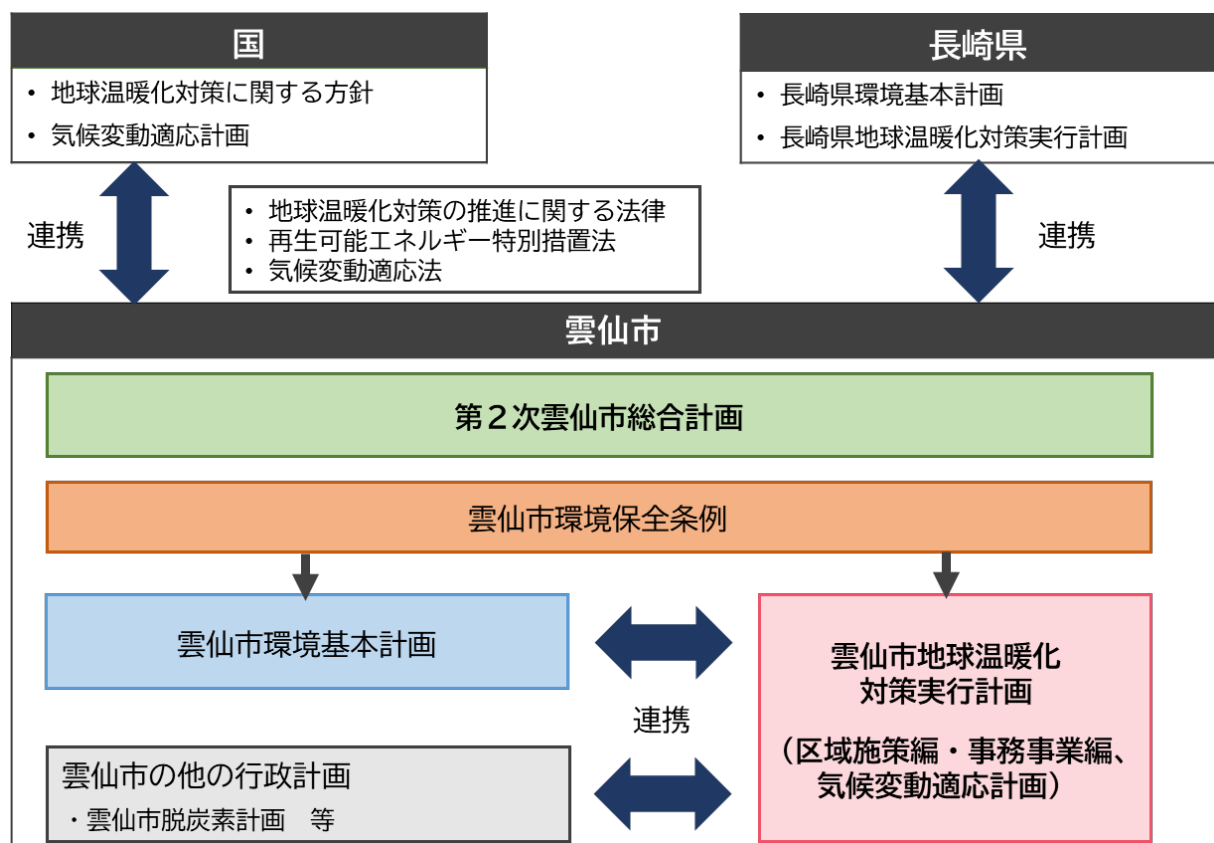 国
・ 地球温暖化対策に関する方針
・ 気候変動適応計画
長崎県
・ 長崎県環境基本計画
・ 長崎県地球温暖化対策実行計画
連携
・ 地球温暖化対策の推進に関する法律
・ 再生可能エネルギー特別措置法
・ 気候変動適応法
連携
雲仙市
第２次雲仙市総合計画
雲仙市環境保全条例
雲仙市環境基本計画
連携
雲仙市の他の行政計画
・雲仙市脱炭素計画　等
雲仙市地球温暖化
対策実行計画
（区域施策編・事務事業編、
気候変動適応計画）